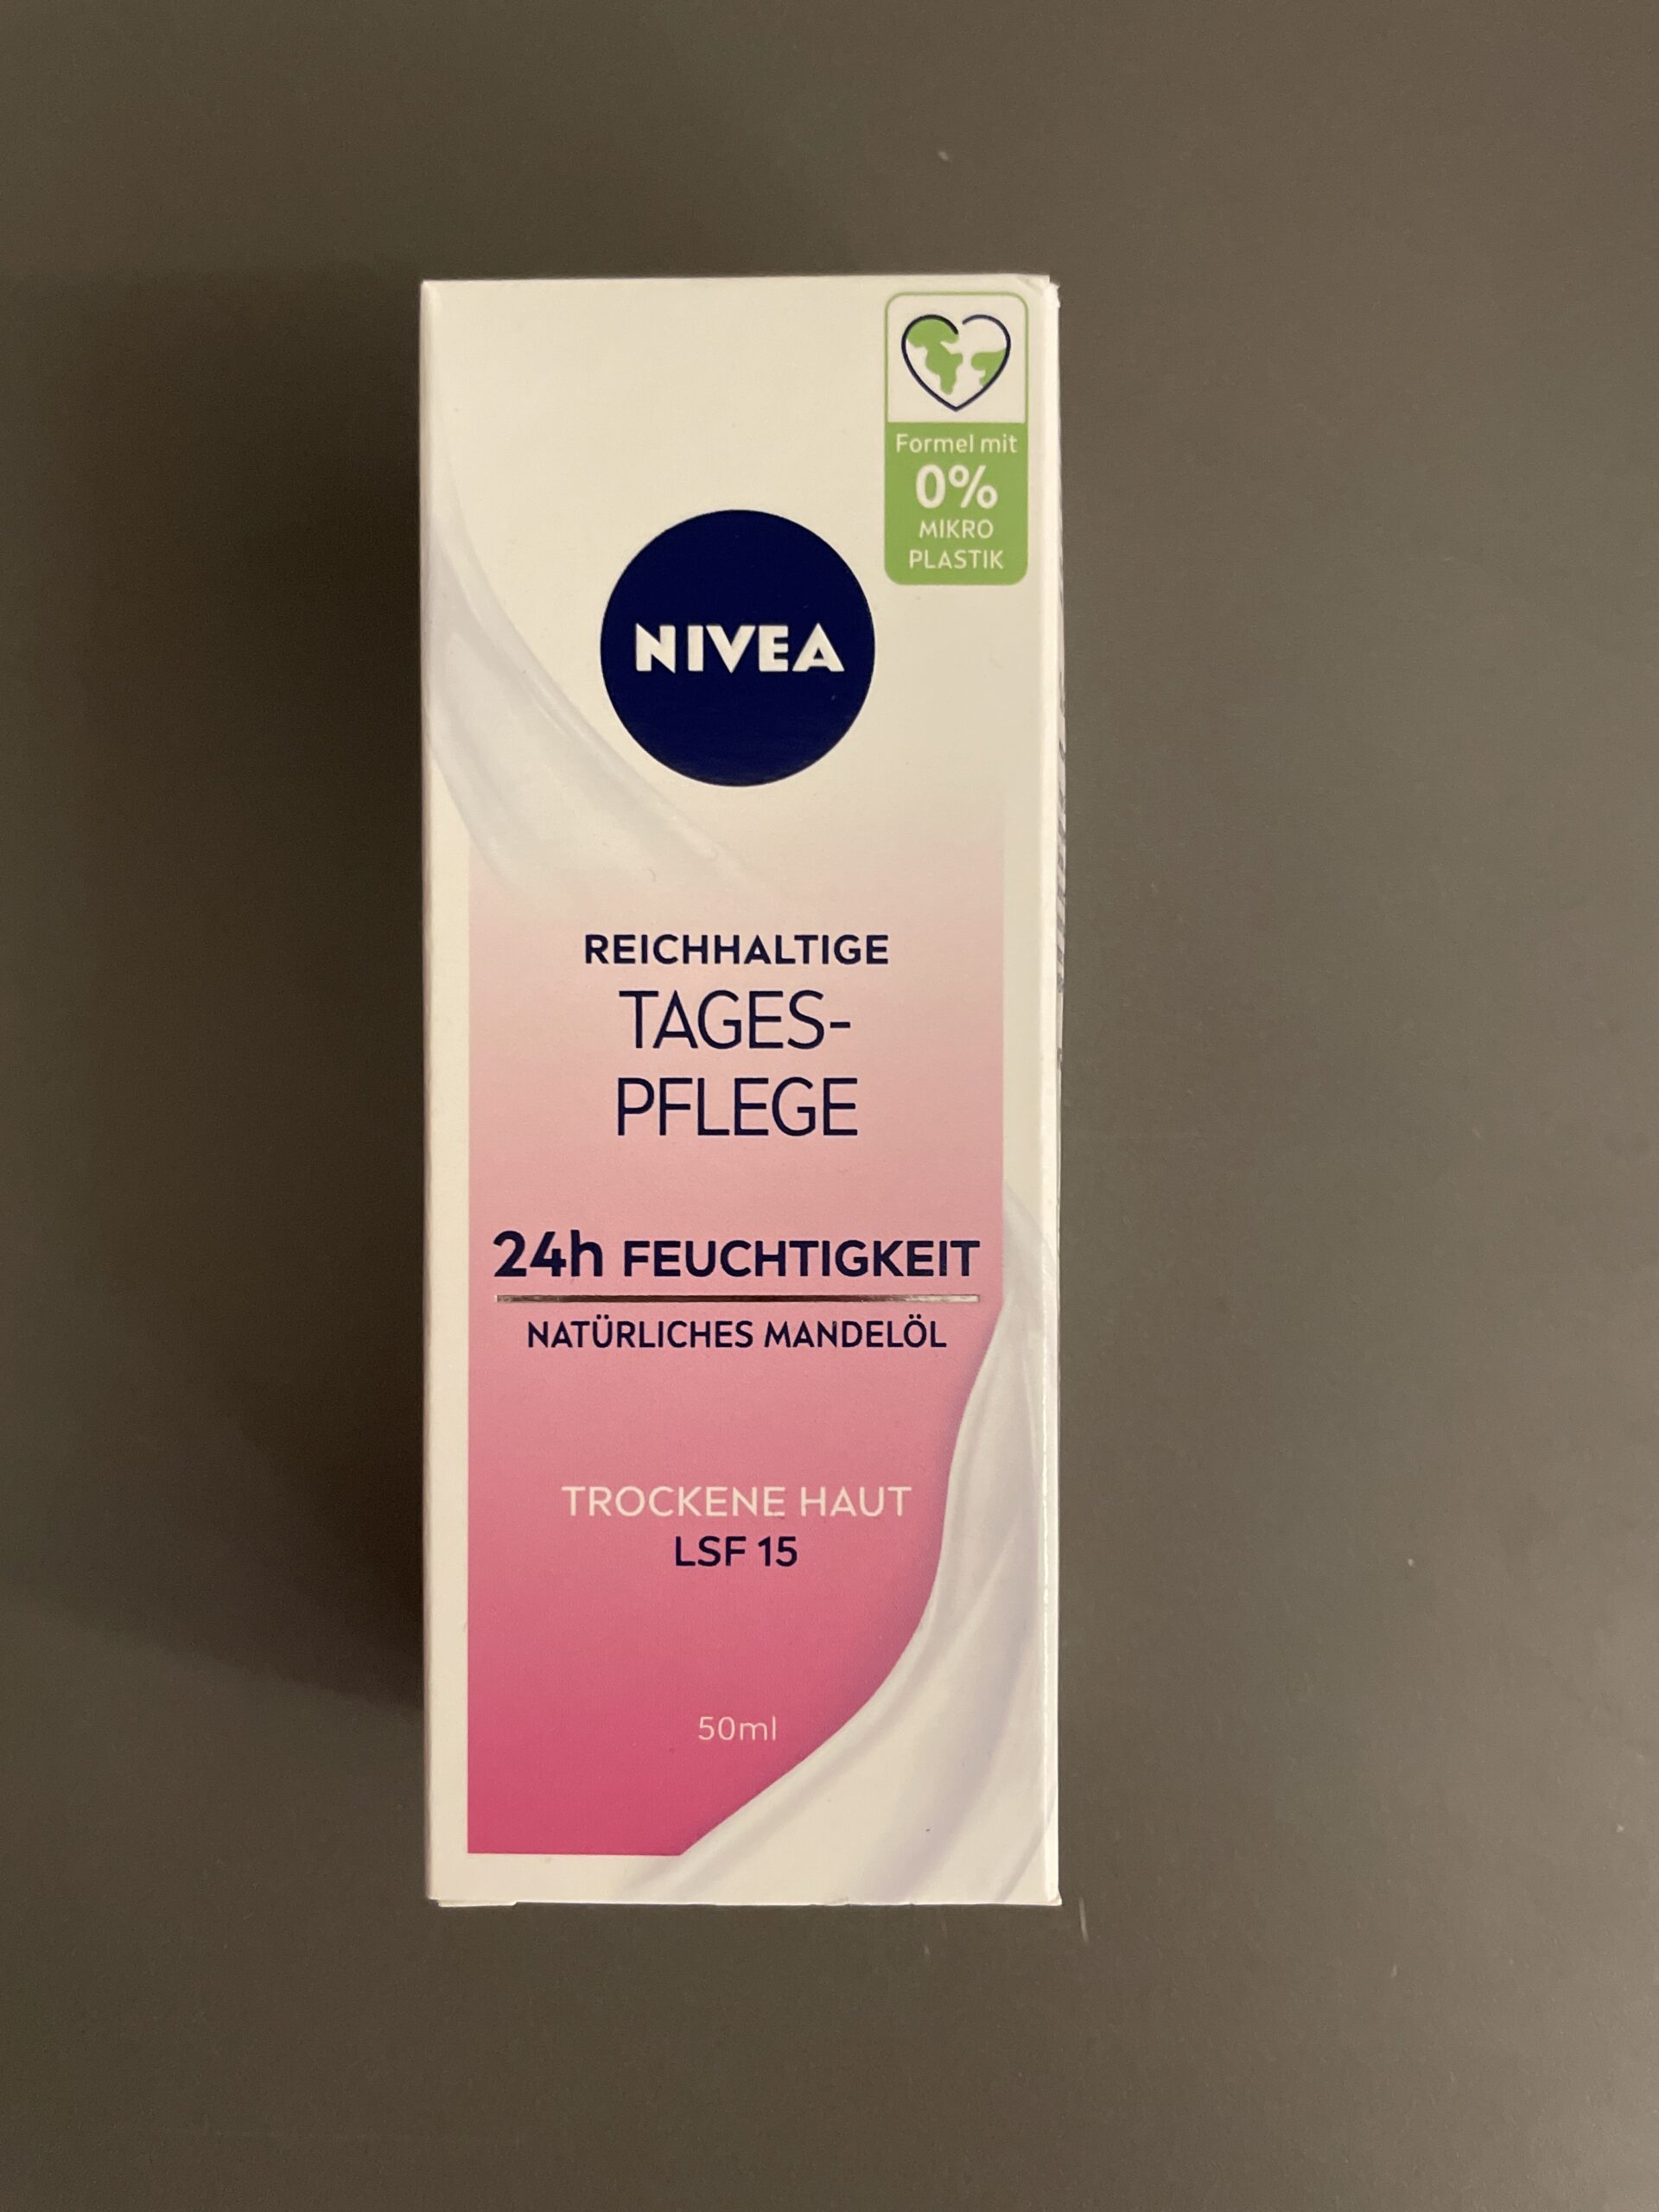 Formel mit
0%
MIKRO
PLASTIK
NIVEA
REICHHALTIGE
TAGES-
PFLEGE
24h FEUCHTIGKEIT
NATÜRLICHES MANDELÖL
TROCKENE HAUT
LSF 15
50ml